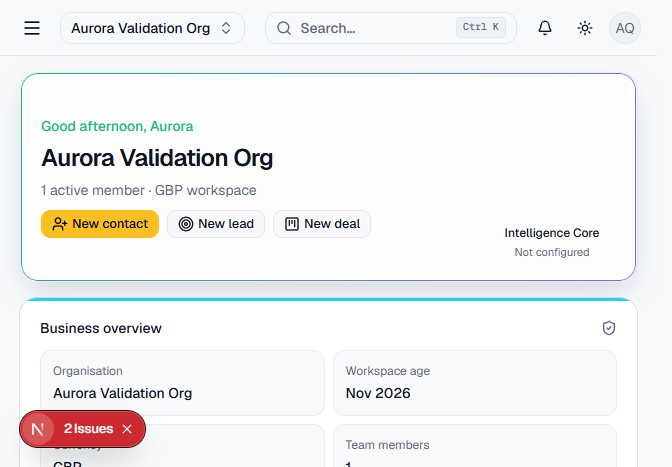 Aurora Validation Org
Search...
Ctrl K
AQ
Good afternoon, Aurora
Aurora Validation Org
1 active member · GBP workspace
New contact
New lead
New deal
Intelligence Core
Not configured
Business overview
Organisation
Aurora Validation Org
Workspace age
Nov 2026
N
2 Issues
Team members